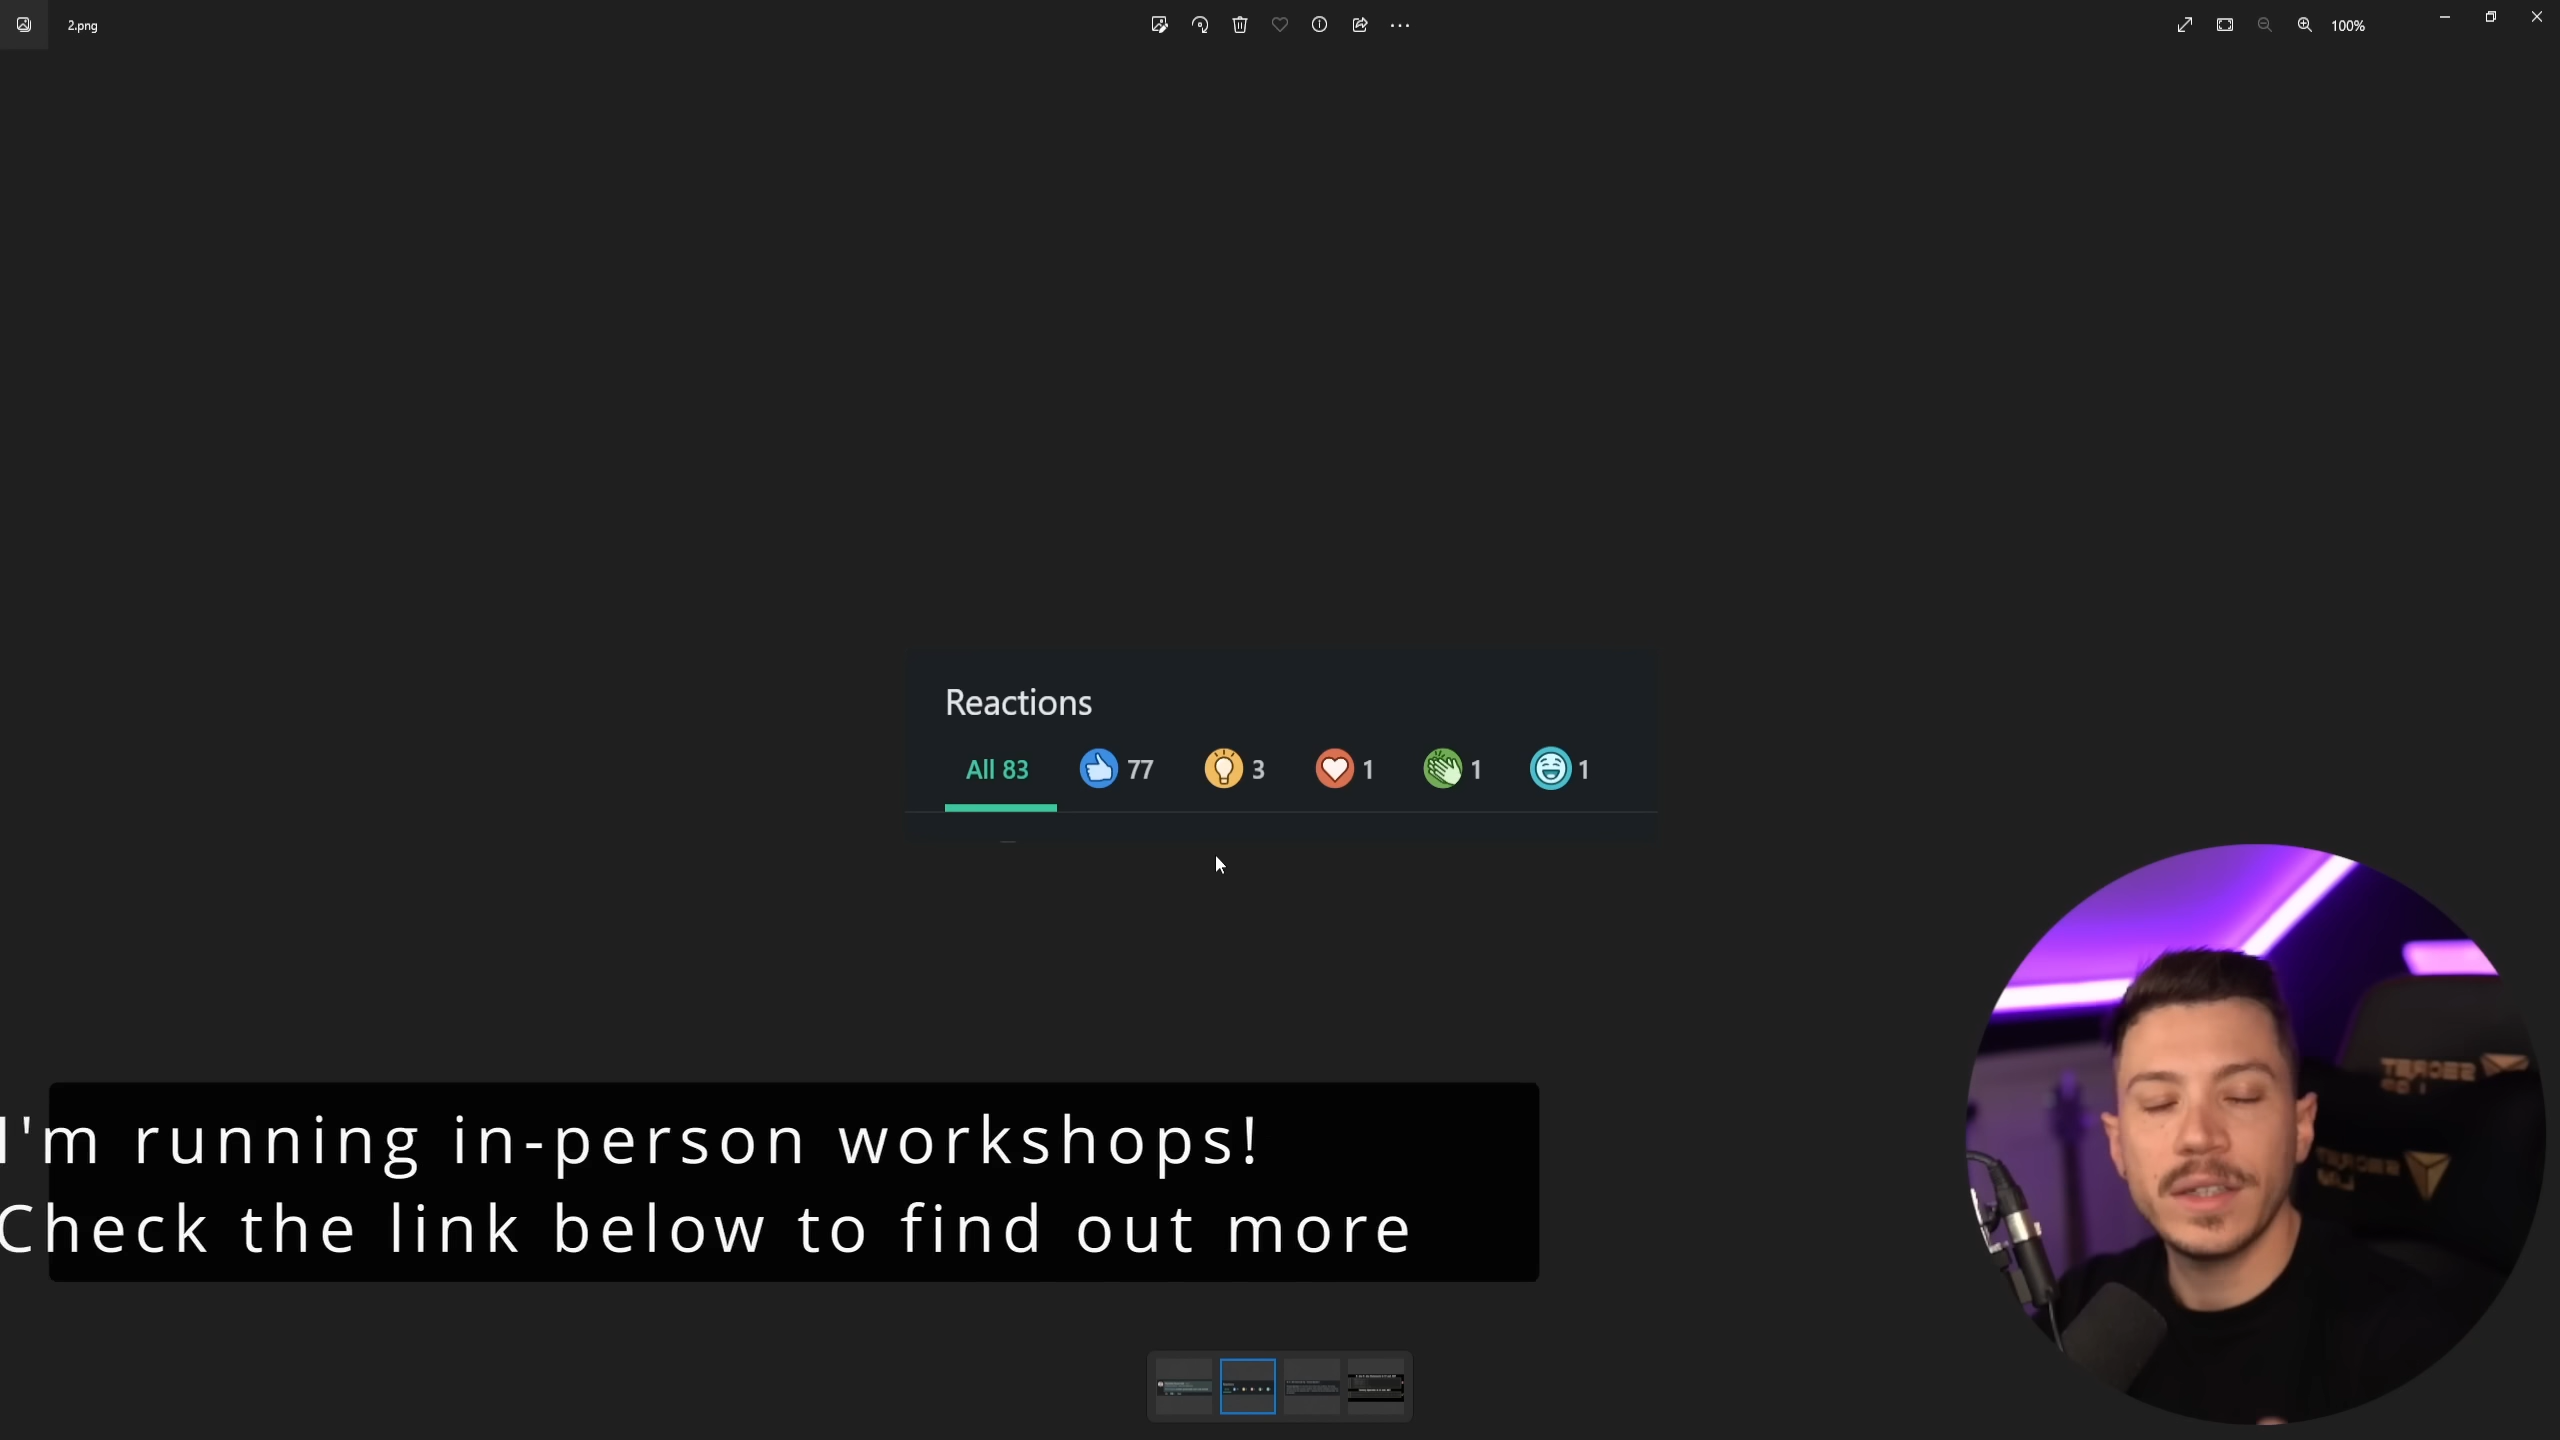 2.png
100%
Reactions
All 83 77 3 1 1 1
I'm running in-person workshops!
Check the link below to find out more